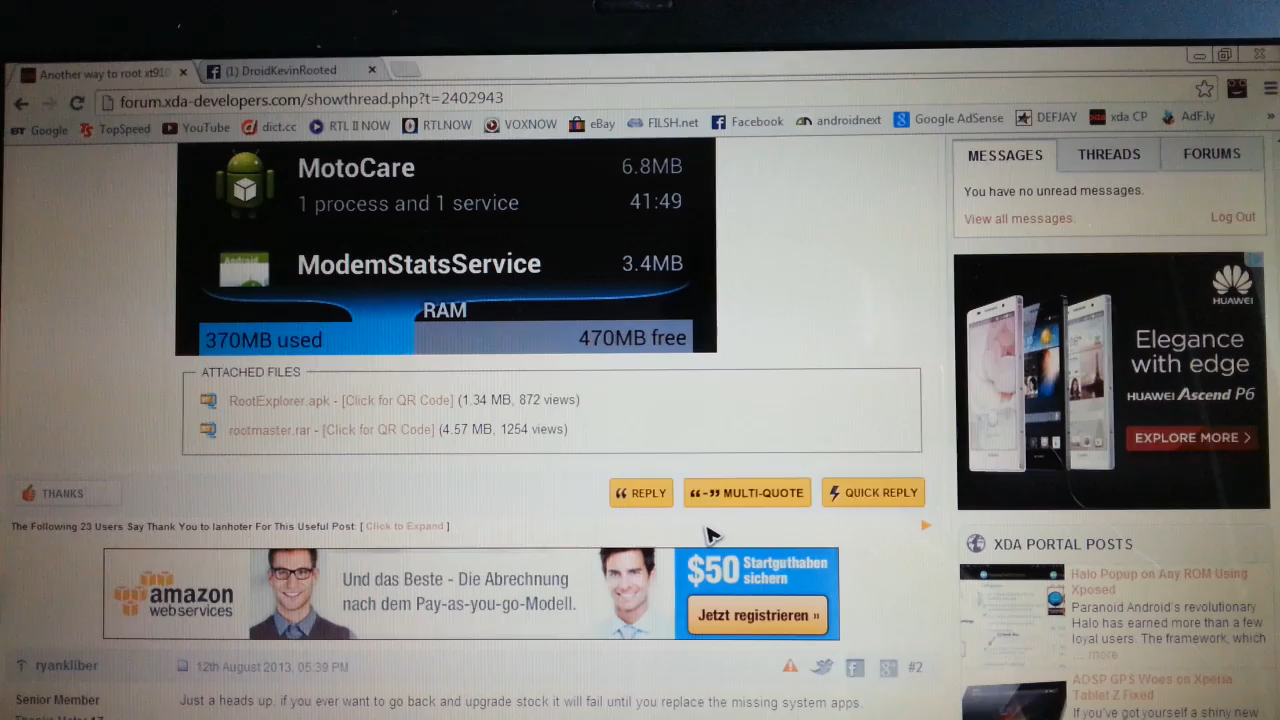 Another way to root xt910
(1) DroidKevinRooted
forum.xda-developers.com/showthread.php?t=2402943
BT Google
TS TopSpeed
YouTube
dict.cc
RTL II NOW
RTLNOW
VOXNOW
eBay
FILSH.net
Facebook
androidnext
Google AdSense
DEFJAY
xda CP
AdF.ly
»
MotoCare 6.8MB
1 process and 1 service 41:49
Android
ModemStatsService 3.4MB
RAM
370MB used 470MB free
ATTACHED FILES
RootExplorer.apk - [Click for QR Code] (1.34 MB, 872 views)
rootmaster.rar - [Click for QR Code] (4.57 MB, 1254 views)
THANKS
REPLY
MULTI-QUOTE
QUICK REPLY
The Following 23 Users Say Thank You to lanhoter For This Useful Post: [ Click to Expand ]
amazon
web services
Und das Beste - Die Abrechnung
nach dem Pay-as-you-go-Modell.
$50 Startguthaben
sichern
Jetzt registrieren »
ryankliber
12th August 2013, 05:39 PM
#2
Senior Member
Just a heads up, if you ever want to go back and upgrade stock it will fail until you replace the missing system apps.
MESSAGES THREADS FORUMS
You have no unread messages.
View all messages. Log Out
HUAWEI
Elegance
with edge
HUAWEI Ascend P6
EXPLORE MORE >
XDA PORTAL POSTS
Halo Popup on Any ROM Using
Xposed
Paranoid Android's revolutionary
Halo has earned more than a few
loyal users. The framework, which
... more
AOSP GPS Woes on Xperia
Tablet Z Fixed
If you've got yourself a shiny new